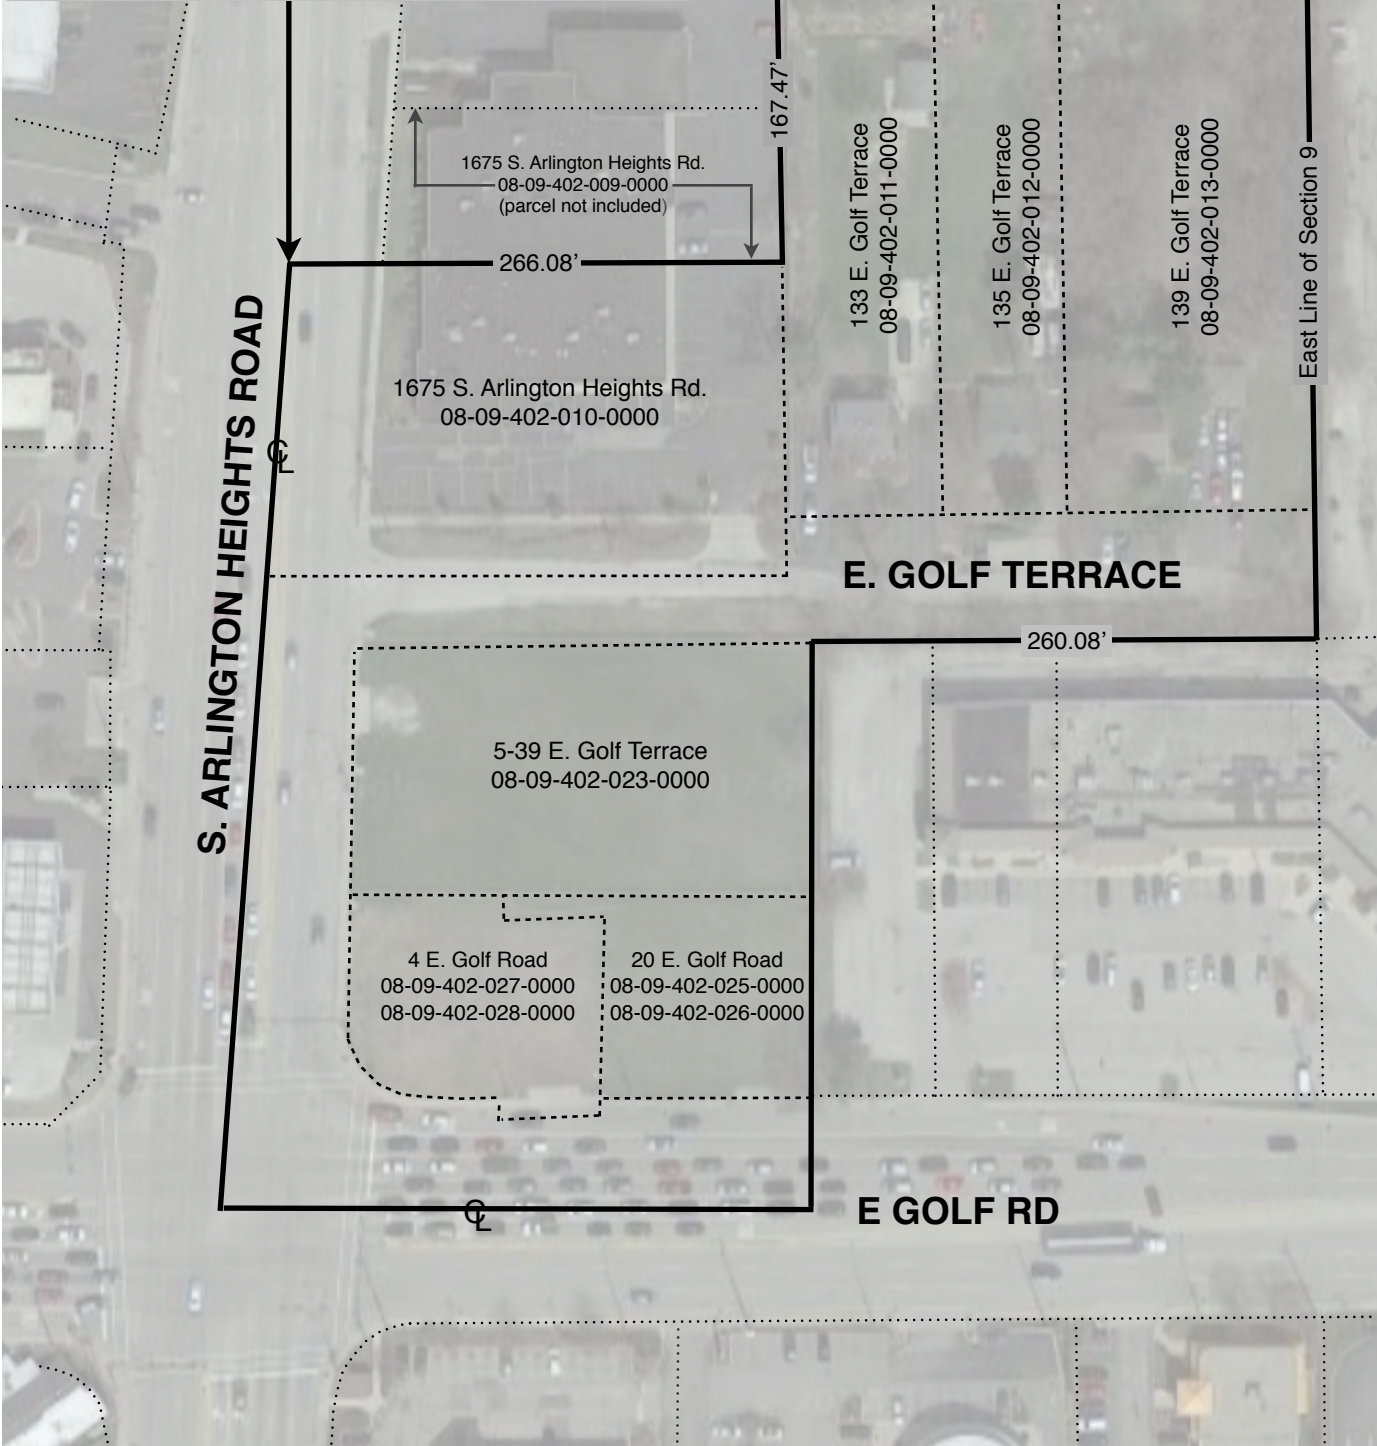 167.47'
1675 S. Arlington Heights Rd.
08-09-402-009-0000
(parcel not included)
133 E. Golf Terrace
08-09-402-011-0000
135 E. Golf Terrace
08-09-402-012-0000
139 E. Golf Terrace
08-09-402-013-0000
East Line of Section 9
266.08'
S. ARLINGTON HEIGHTS ROAD
1675 S. Arlington Heights Rd.
08-09-402-010-0000
CL
E. GOLF TERRACE
260.08'
5-39 E. Golf Terrace
08-09-402-023-0000
4 E. Golf Road
08-09-402-027-0000
08-09-402-028-0000
20 E. Golf Road
08-09-402-025-0000
08-09-402-026-0000
CL
E GOLF RD